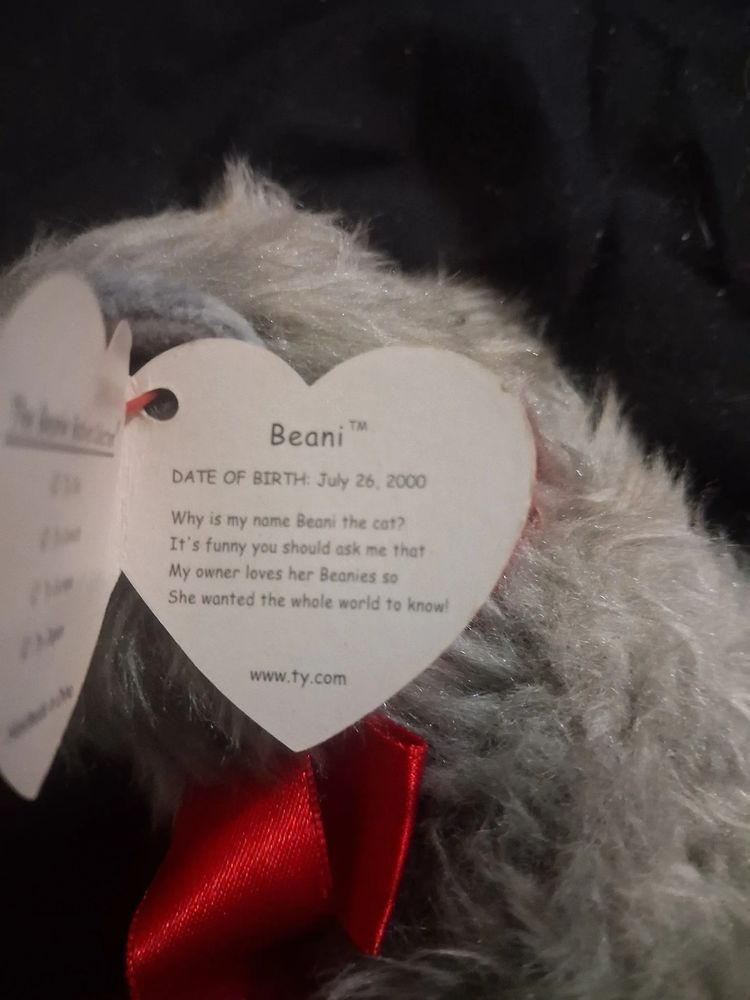 Beani™
DATE OF BIRTH: July 26, 2000
Why is my name Beani the cat?
It's funny you should ask me that
My owner loves her Beanies so
She wanted the whole world to know!
www.ty.com